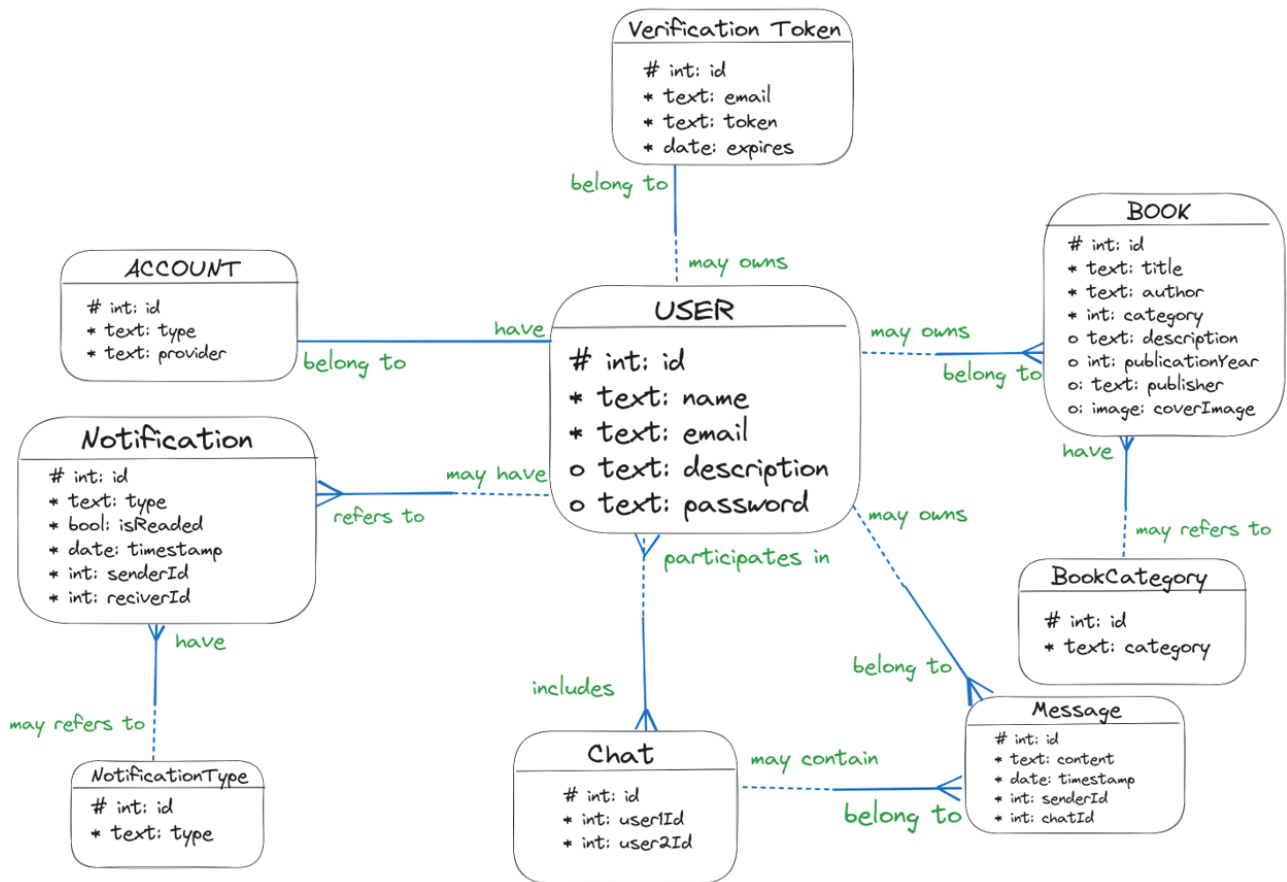 Verification Token
# int: id
* text: email
* text: token
* date: expires
belong to
may owns
BOOK
# int: id
* text: title
* text: author
* int: category
o text: description
o int: publicationYear
o: text: publisher
o: image: coverImage
ACCOUNT
# int: id
* text: type
* text: provider
have
belong to
USER
# int: id
* text: name
* text: email
o text: description
o text: password
may owns
belong to
Notification
# int: id
* text: type
* bool: isReaded
* date: timestamp
* int: senderId
* int: reciverId
may have
refers to
have
may refers to
may owns
participates in
BookCategory
# int: id
* text: category
have
may refers to
NotificationType
# int: id
* text: type
includes
belong to
Chat
# int: id
* int: user1Id
* int: user2Id
may contain
belong to
Message
# int: id
* text: content
* date: timestamp
* int: senderId
* int: chatId